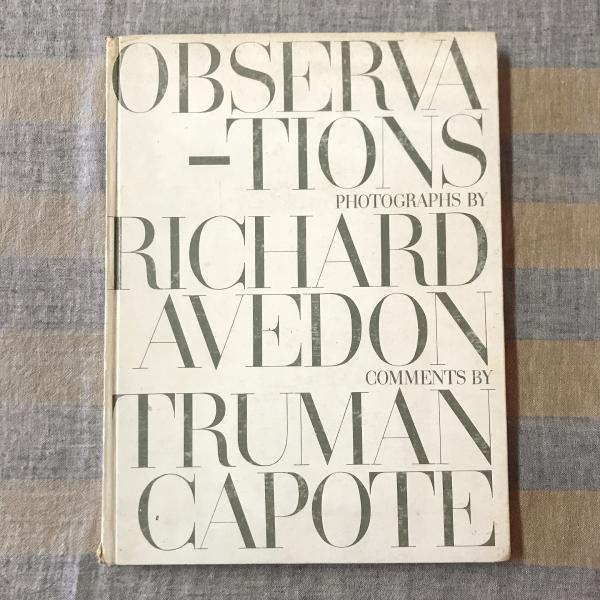 OBSERVA
-TIONS
PHOTOGRAPHS BY
RICHARD
AVEDON
COMMENTS BY
TRUMAN
CAPOTE